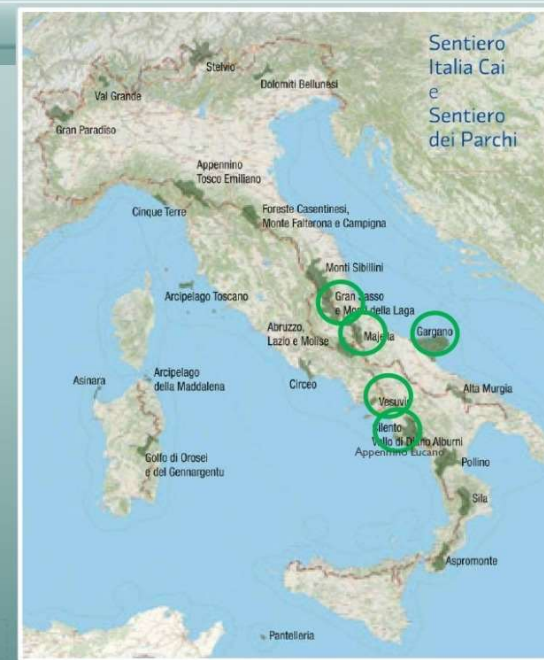 Sentiero
Italia Cai
e
Sentiero
dei Parchi
Stelvio
Dolomiti Bellunesi
Val Grande
Gran Paradiso
Appennino
Tosco Emiliano
Cinque Terre
Foreste Casentinesi,
Monte Falterona e Campigna
Monti Sibillini
Arcipelago Toscano
Gran Sasso
e Monti della Laga
Abruzzo,
Lazio e Molise
Majella
Gargano
Circeo
Asinara
Arcipelago
della Maddalena
Vesuvio
Alta Murgia
Cilento
Vallo di Diano Alburni
Appennino Lucano
Golfo di Orosei
e del Gennargentu
Pollino
Sila
Aspromonte
Pantelleria